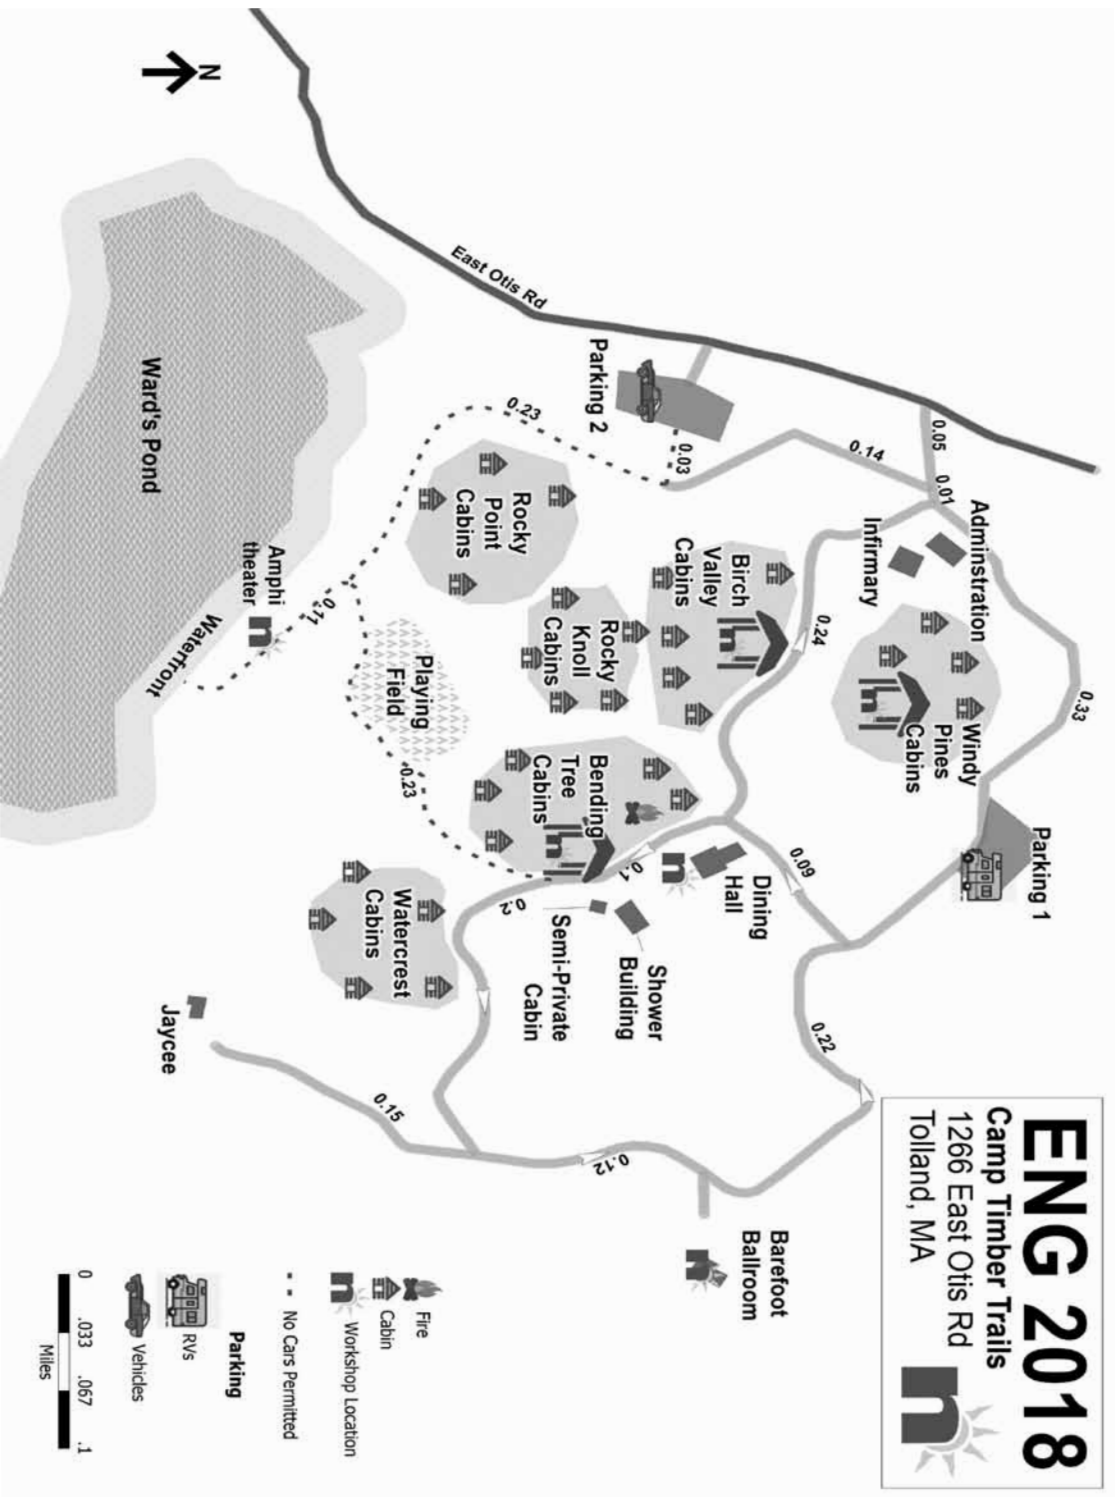 ENG 2018
Camp Timber Trails
1266 East Otis Rd
Tolland, MA
n
N
East Otis Rd
Parking 2
Parking 1
0.05
0.01
0.14
0.03
0.23
0.33
0.24
0.09
0.22
0.1
0.2
0.12
0.15
0.23
0.11
Adminstration
Infirmary
Windy
Pines
Cabins
Birch
Valley
Cabins
Rocky
Point
Cabins
Rocky
Knoll
Cabins
Bending
Tree
Cabins
Watercrest
Cabins
Playing
Field
Amphi
theater
Waterfront
Ward's Pond
Dining
Hall
Shower
Building
Semi-Private
Cabin
Jaycee
Barefoot
Ballroom
Fire
Cabin
Workshop Location
No Cars Permitted
Parking
RVs
Vehicles
0 .033 .067 .1
Miles